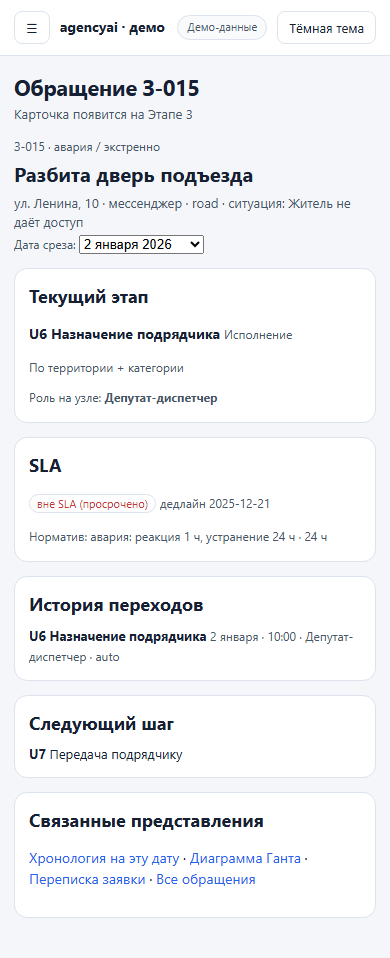 ☰ agencyai · демо Демо-данные Тёмная тема
Обращение 3-015
Карточка появится на Этапе 3
3-015 · авария / экстренно
Разбита дверь подъезда
ул. Ленина, 10 · мессенджер · road · ситуация: Житель не
даёт доступ
Дата среза: 2 января 2026
Текущий этап
U6 Назначение подрядчика Исполнение
По территории + категории
Роль на узле: Депутат-диспетчер
SLA
вне SLA (просрочено) дедлайн 2025-12-21
Норматив: авария: реакция 1 ч, устранение 24 ч · 24 ч
История переходов
U6 Назначение подрядчика 2 января · 10:00 · Депутат-
диспетчер · auto
Следующий шаг
U7 Передача подрядчику
Связанные представления
Хронология на эту дату · Диаграмма Ганта ·
Переписка заявки · Все обращения